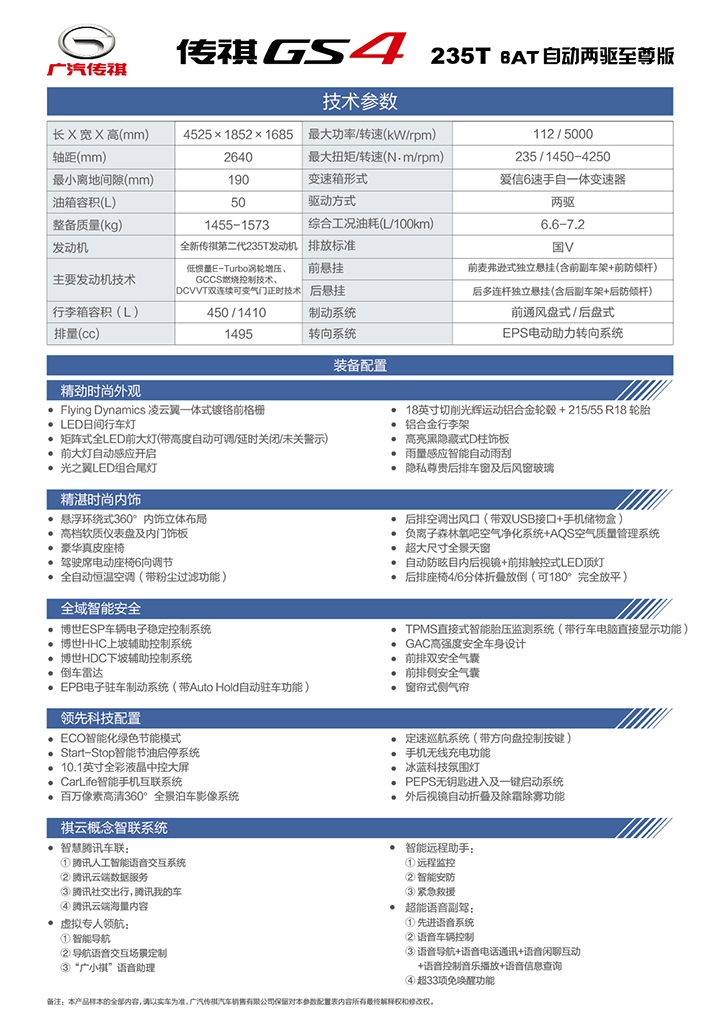 广汽传祺
传祺GS4 235T 6AT自动两驱至尊版
技术参数
长 X 宽 X 高(mm) 4525×1852×1685 最大功率/转速(kW/rpm) 112 / 5000
轴距(mm) 2640 最大扭矩/转速(N·m/rpm) 235 / 1450-4250
最小离地间隙(mm) 190 变速箱形式 爱信6速手自一体变速器
油箱容积(L) 50 驱动方式 两驱
整备质量(kg) 1455-1573 综合工况油耗(L/100km) 6.6-7.2
发动机 全新传祺第二代235T发动机 排放标准 国V
主要发动机技术
低惯量E-Turbo涡轮增压、
GCCS燃烧控制技术、
DCVVT双连续可变气门正时技术
前悬挂 前麦弗逊式独立悬挂(含前副车架+前防倾杆)
后悬挂 后多连杆独立悬挂(含后副车架+后防倾杆)
行李箱容积（L） 450 / 1410 制动系统 前通风盘式 / 后盘式
排量(cc) 1495 转向系统 EPS电动助力转向系统
装备配置
精劲时尚外观
• Flying Dynamics 凌云翼一体式镀铬前格栅
• LED日间行车灯
• 矩阵式全LED前大灯(带高度自动可调/延时关闭/未关警示)
• 前大灯自动感应开启
• 光之翼LED组合尾灯
• 18英寸切削光辉运动铝合金轮毂 + 215/55 R18 轮胎
• 铝合金行李架
• 高亮黑隐藏式D柱饰板
• 雨量感应智能自动雨刮
• 隐私尊贵后排车窗及后风窗玻璃
精湛时尚内饰
• 悬浮环绕式360° 内饰立体布局
• 高档软质仪表盘及内门饰板
• 豪华真皮座椅
• 驾驶席电动座椅6向调节
• 全自动恒温空调（带粉尘过滤功能）
• 后排空调出风口（带双USB接口+手机储物盒）
• 负离子森林氧吧空气净化系统+AQS空气质量管理系统
• 超大尺寸全景天窗
• 自动防眩目内后视镜+前排触控式LED顶灯
• 后排座椅4/6分体折叠放倒（可180° 完全放平）
全域智能安全
• 博世ESP车辆电子稳定控制系统
• 博世HHC上坡辅助控制系统
• 博世HDC下坡辅助控制系统
• 倒车雷达
• EPB电子驻车制动系统（带Auto Hold自动驻车功能）
• TPMS直接式智能胎压监测系统（带行车电脑直接显示功能）
• GAC高强度安全车身设计
• 前排双安全气囊
• 前排侧安全气囊
• 窗帘式侧气帘
领先科技配置
• ECO智能化绿色节能模式
• Start-Stop智能节油启停系统
• 10.1英寸全彩液晶中控大屏
• CarLife智能手机互联系统
• 百万像素高清360° 全景泊车影像系统
• 定速巡航系统（带方向盘控制按键）
• 手机无线充电功能
• 冰蓝科技氛围灯
• PEPS无钥匙进入及一键启动系统
• 外后视镜自动折叠及除霜除雾功能
祺云概念智联系统
• 智慧腾讯车联：
① 腾讯人工智能语音交互系统
② 腾讯云端数据服务
③ 腾讯社交出行，腾讯我的车
④ 腾讯云端海量内容
• 虚拟专人领航：
① 智能导航
② 导航语音交互场景定制
③ “广小祺”语音助理
• 智能远程助手：
① 远程监控
② 智能安防
③ 紧急救援
• 超能语音副驾：
① 先进语音系统
② 语音车辆控制
③ 语音导航+语音电话通讯+语音闲聊互动
+语音控制音乐播放+语音信息查询
④ 超33项免唤醒功能
备注：本产品样本的全部内容，请以实车为准，广汽传祺汽车销售有限公司保留对本参数配置表内容所有最终解释权和修改权。